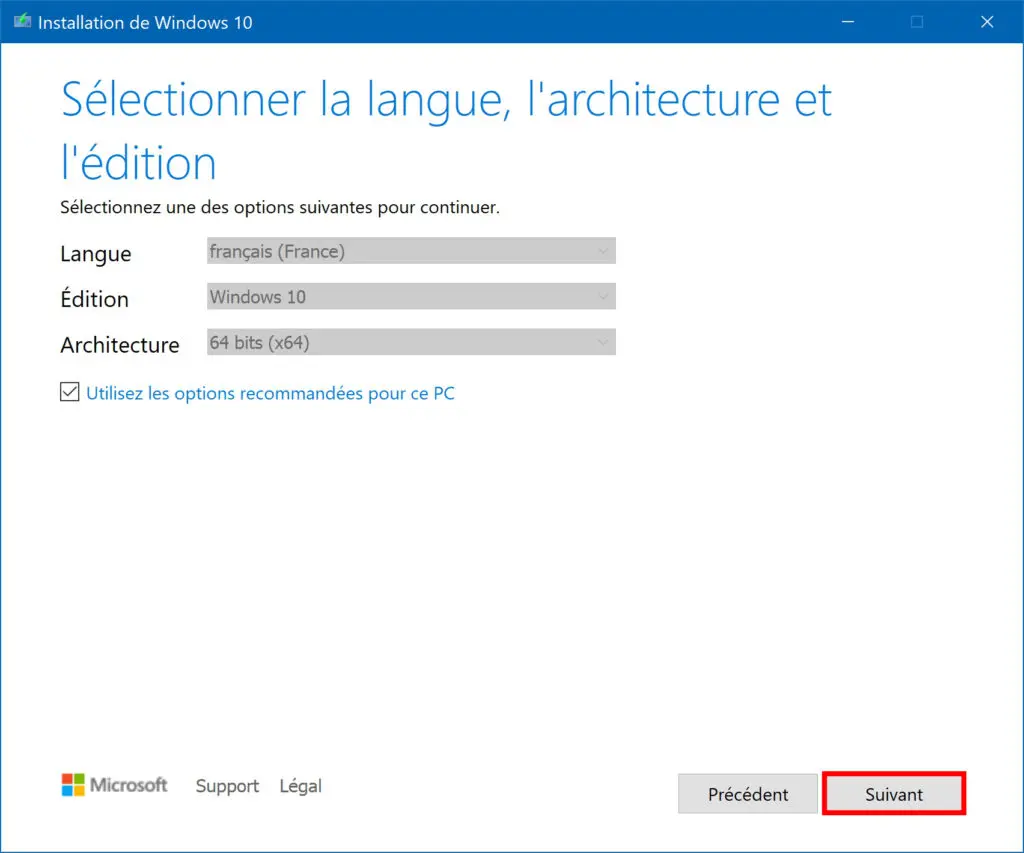 Installation de Windows 10
Sélectionner la langue, l'architecture et
l'édition
Sélectionnez une des options suivantes pour continuer.
Langue français (France)
Édition Windows 10
Architecture 64 bits (x64)
Utilisez les options recommandées pour ce PC
Microsoft Support Légal Précédent Suivant